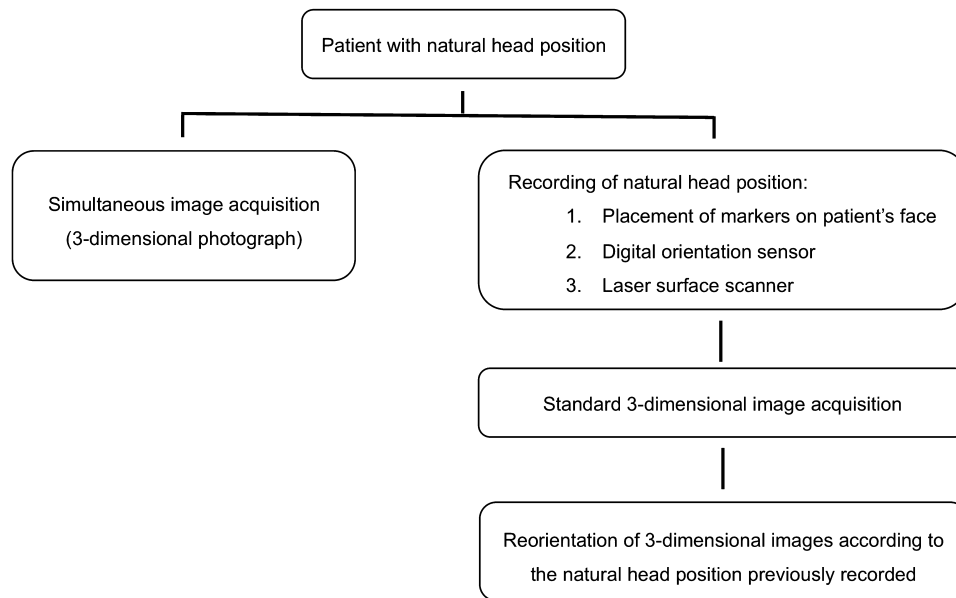 Patient with natural head position
Simultaneous image acquisition
(3-dimensional photograph)
Recording of natural head position:
1. Placement of markers on patient’s face
2. Digital orientation sensor
3. Laser surface scanner
Standard 3-dimensional image acquisition
Reorientation of 3-dimensional images according to
the natural head position previously recorded